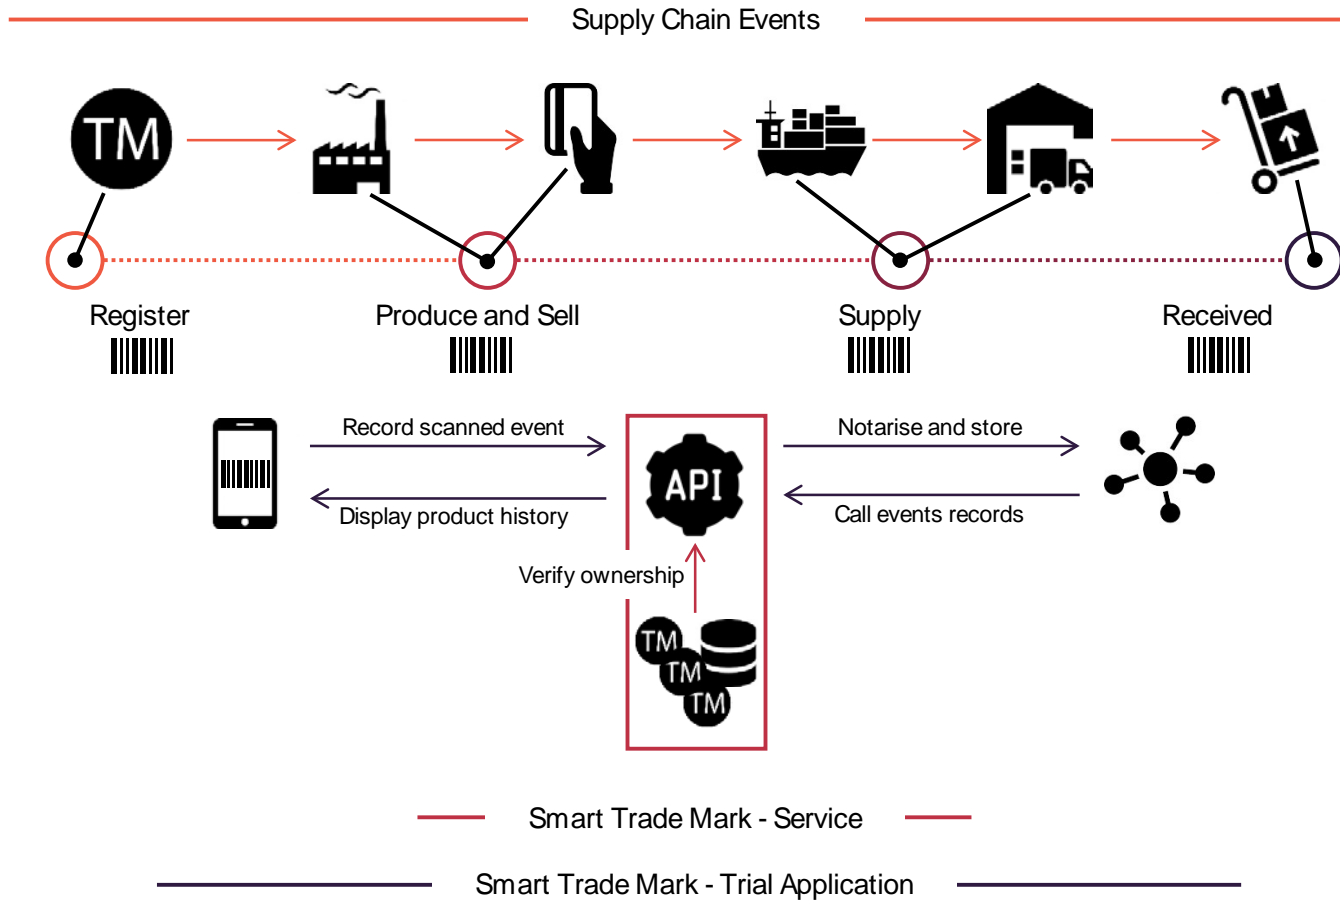 Supply Chain Events
TM
Register
Produce and Sell
Supply
Received
Record scanned event
Notarise and store
API
Display product history
Call events records
Verify ownership
TM
TM
TM
Smart Trade Mark - Service
Smart Trade Mark - Trial Application